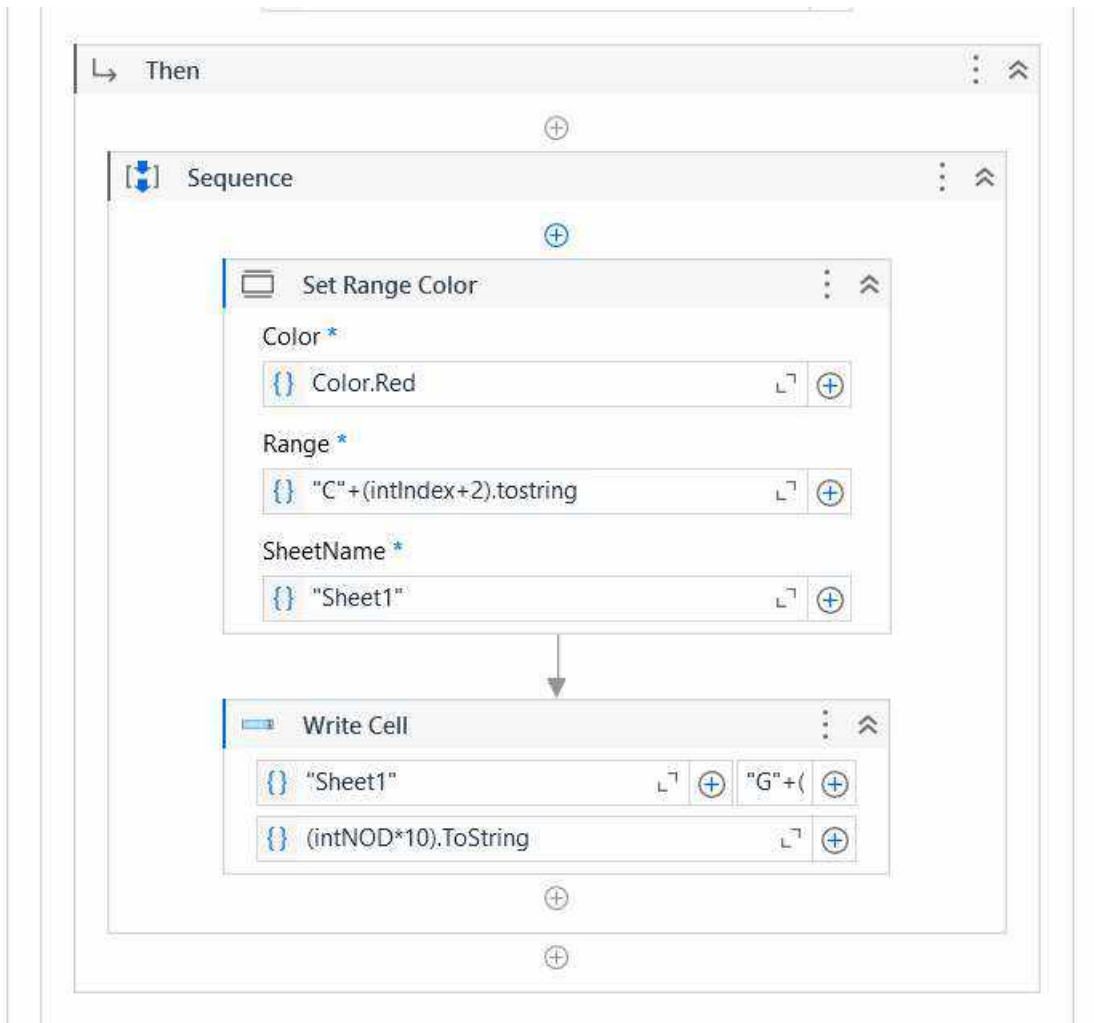 Then
Sequence
Set Range Color
Color *
{} Color.Red
Range *
{} "C"+(intIndex+2).tostring
SheetName *
{} "Sheet1"
Write Cell
{} "Sheet1" "G"+(
{} (intNOD*10).ToString